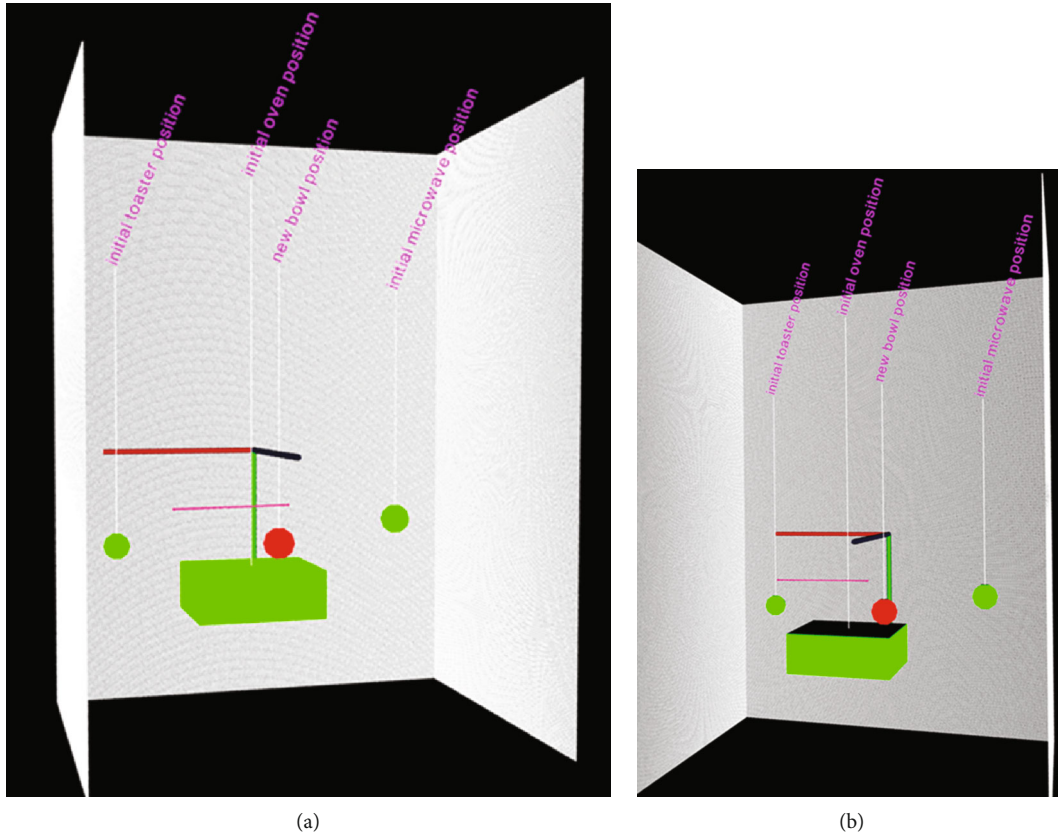 initial toaster position
initial oven position
new bowl position
initial microwave position
initial toaster position
initial oven position
new bowl position
initial microwave position
(a)
(b)